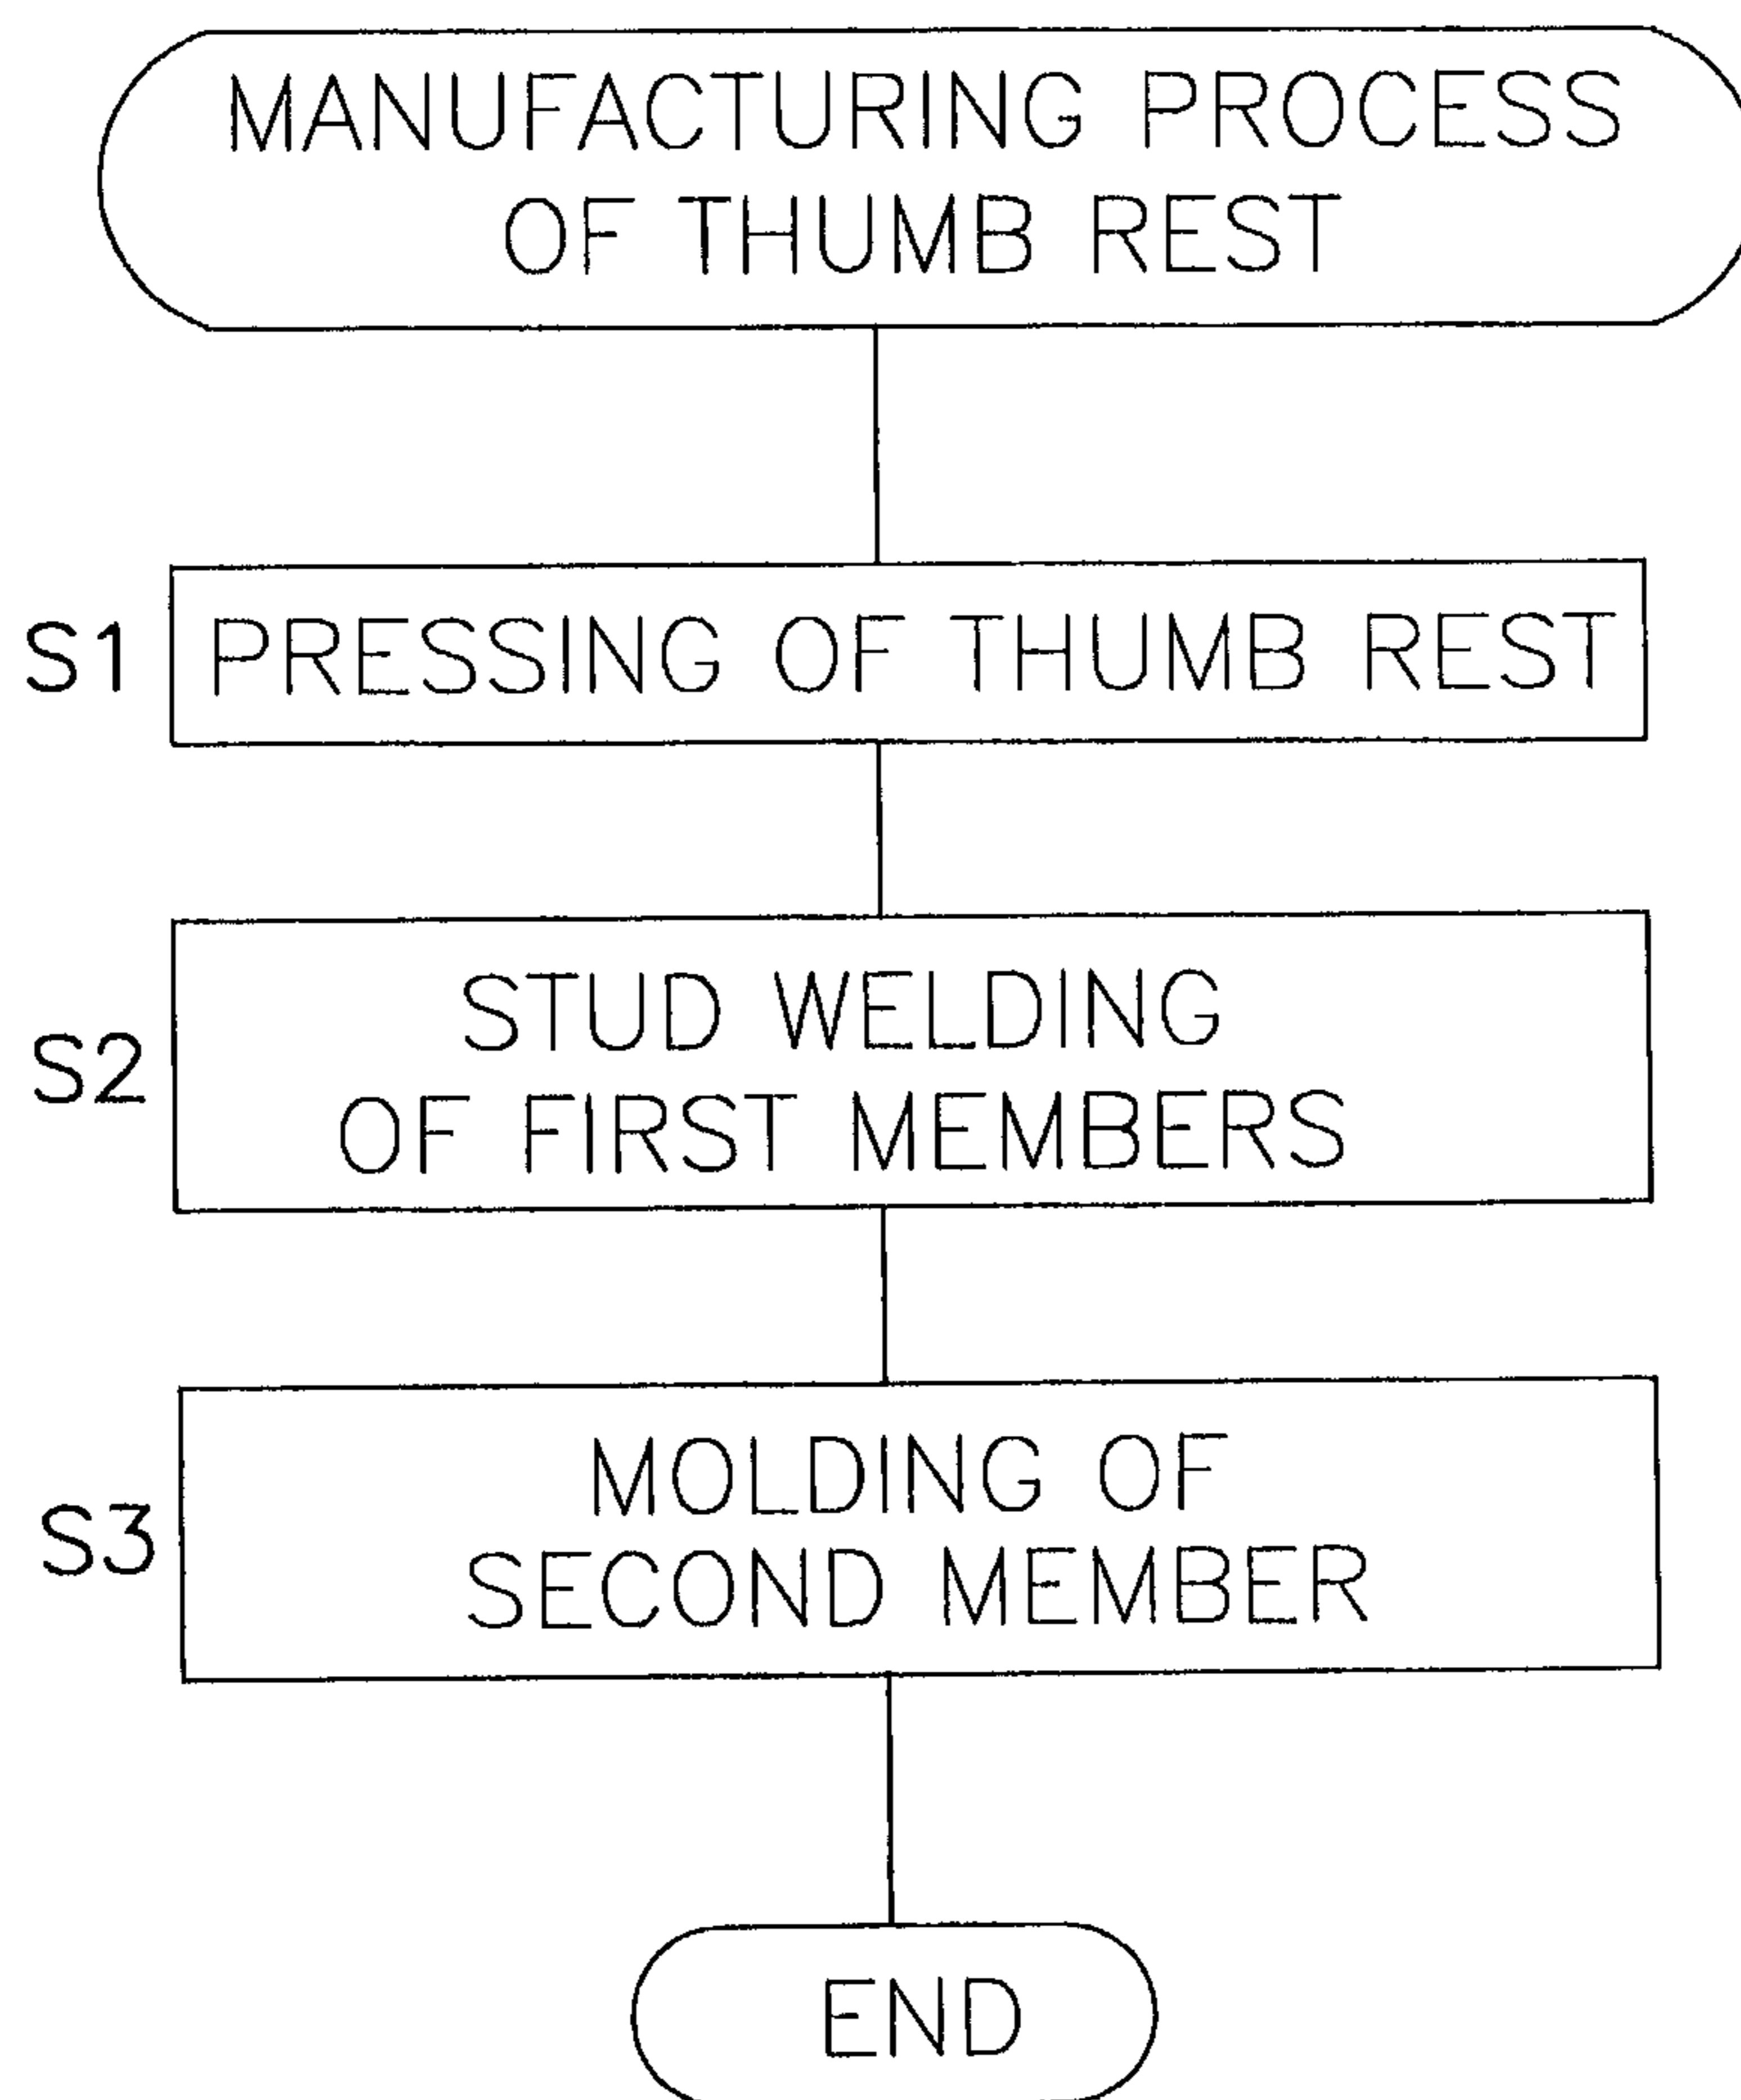 MANUFACTURING PROCESS
OF THUMB REST
S1 PRESSING OF THUMB REST
STUD WELDING
S2
OF FIRST MEMBERS
MOLDING OF
S3
SECOND MEMBER
END